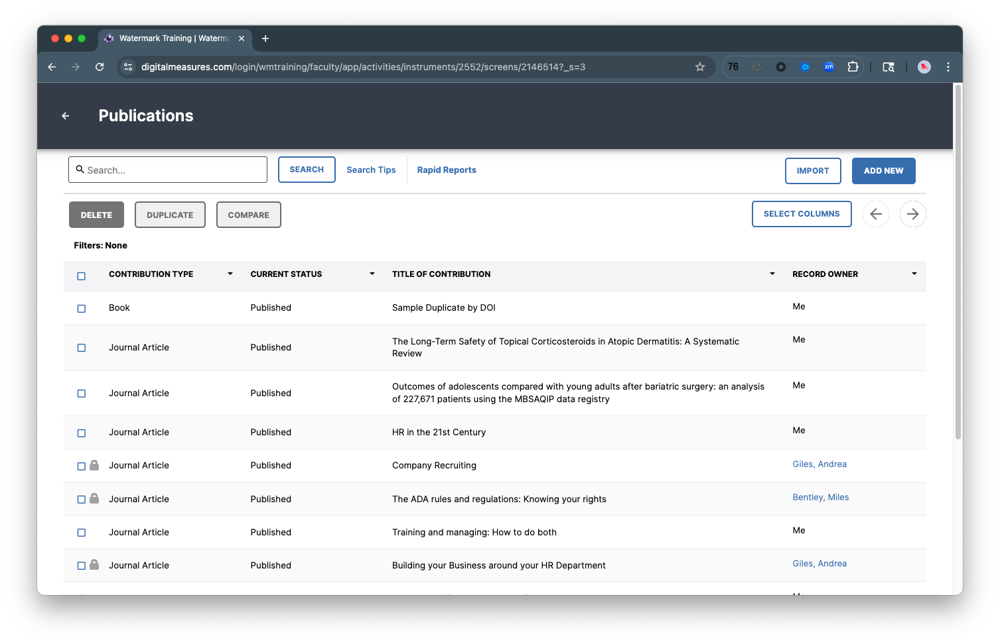 Watermark Training | Waterma
digitalmeasures.com/login/wmtraining/faculty/app/activities/instruments/2552/screens/2146514?_s=3
76
zm
Publications
Search...
SEARCH
Search Tips
Rapid Reports
IMPORT
ADD NEW
DELETE
DUPLICATE
COMPARE
SELECT COLUMNS
Filters: None
CONTRIBUTION TYPE CURRENT STATUS TITLE OF CONTRIBUTION RECORD OWNER
Book Published Sample Duplicate by DOI Me
Journal Article Published The Long-Term Safety of Topical Corticosteroids in Atopic Dermatitis: A Systematic Me
Review
Journal Article Published Outcomes of adolescents compared with young adults after bariatric surgery: an analysis Me
of 227,671 patients using the MBSAQIP data registry
Journal Article Published HR in the 21st Century Me
Journal Article Published Company Recruiting Giles, Andrea
Journal Article Published The ADA rules and regulations: Knowing your rights Bentley, Miles
Journal Article Published Training and managing: How to do both Me
Journal Article Published Building your Business around your HR Department Giles, Andrea